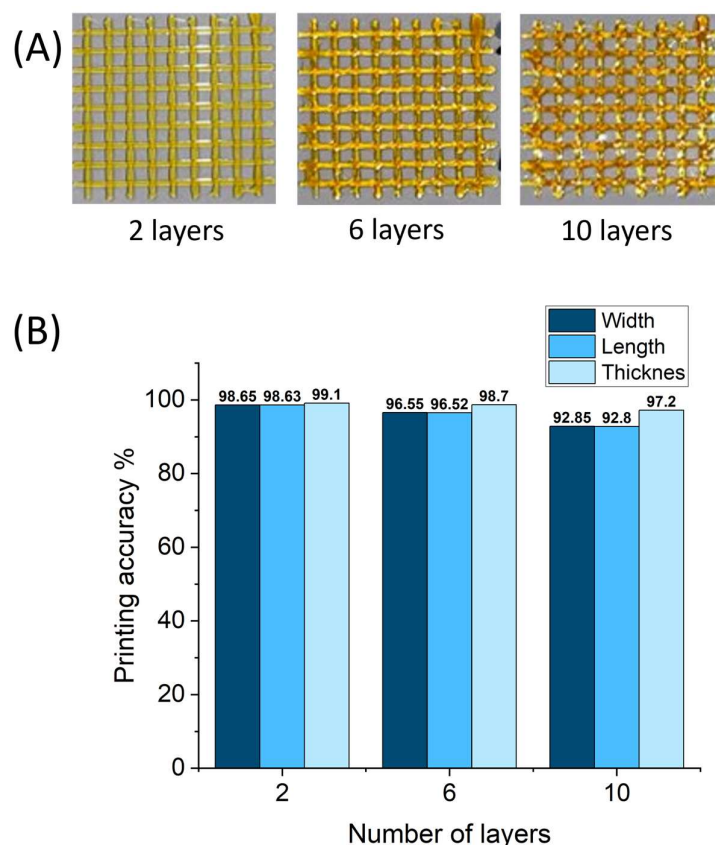 (A)
2 layers
6 layers
10 layers
(B)
Width
Length
Thicknes
98.65
98.63
99.1
96.55
96.52
98.7
92.85
92.8
97.2
100
80
60
40
20
0
Printing accuracy %
2
6
10
Number of layers